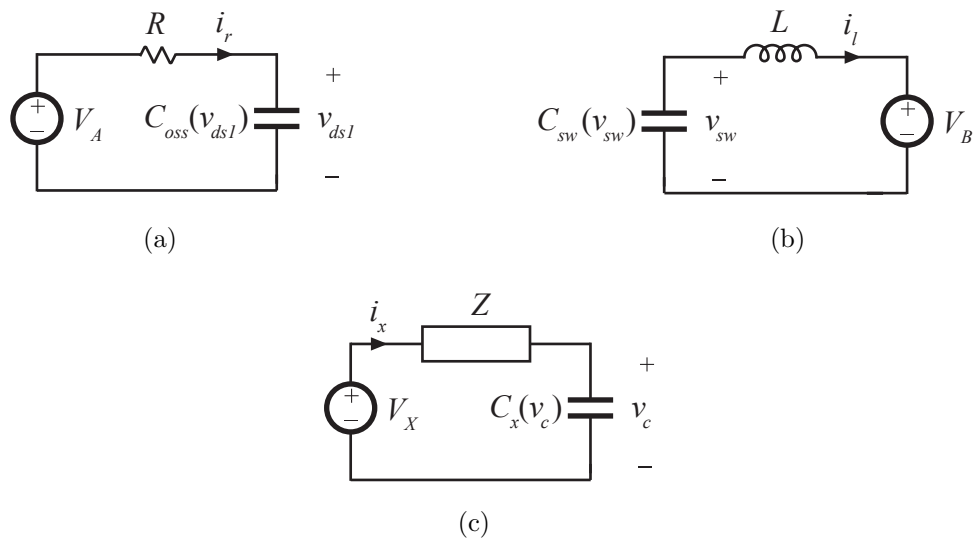 R i_r
+ V_A C_oss(v_ds1) + v_ds1
−
−
(a)
L i_l
C_sw(v_sw) + v_sw + V_B
−
−
(b)
i_x Z
+ V_X C_x(v_c) + v_c
−
−
(c)